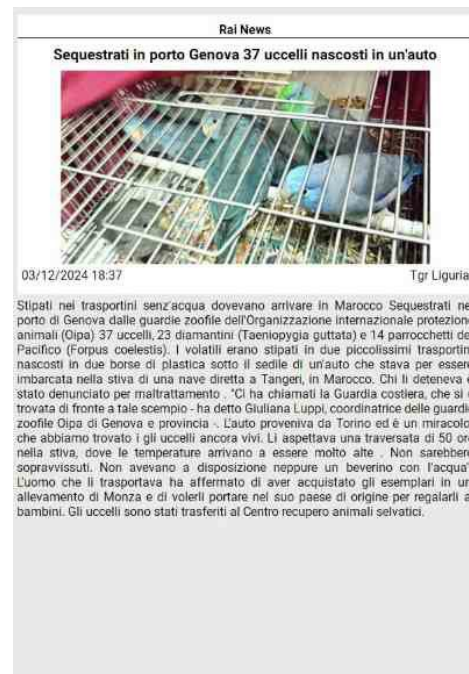 Rai News
Sequestrati in porto Genova 37 uccelli nascosti in un'auto
03/12/2024 18:37
Tgr Liguria
Stipati nei trasportini senz'acqua dovevano arrivare in Marocco Sequestrati ne
porto di Genova dalle guardie zoofile dell'Organizzazione internazionale protezion
animali (Oipa) 37 uccelli, 23 diamantini (Taeniopygia guttata) e 14 parrocchetti de
Pacifico (Forpus coelestis). I volatili erano stipati in due piccolissimi trasportin
nascosti in due borse di plastica sotto il sedile di un'auto che stava per essere
imbarcata nella stiva di una nave diretta a Tangeri, in Marocco. Chi li deteneva
stato denunciato per maltrattamento . "Ci ha chiamati la Guardia costiera, che si
trovata di fronte a tale scempio - ha detto Giuliana Luppi, coordinatrice delle guardie
zoofile Oipa di Genova e provincia -. L'auto proveniva da Torino ed è un miracolo
che abbiamo trovato i gli uccelli ancora vivi. Li aspettava una traversata di 50 or
nella stiva, dove le temperature arrivano a essere molto alte . Non sarebber
sopravvissuti. Non avevano a disposizione neppure un beverino con l'acqua"
L'uomo che li trasportava ha affermato di aver acquistato gli esemplari in un
allevamento di Monza e di volerli portare nel suo paese di origine per regalarli a
bambini. Gli uccelli sono stati trasferiti al Centro recupero animali selvatici.